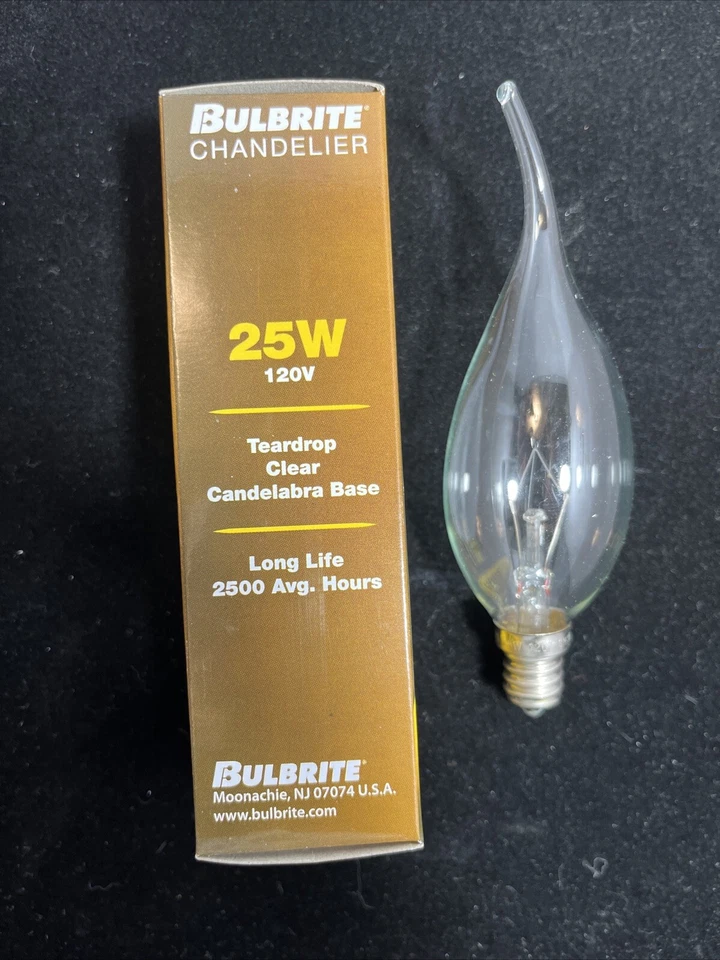 BULBRITE®
CHANDELIER
25W
120V
Teardrop
Clear
Candelabra Base
Long Life
2500 Avg. Hours
BULBRITE®
Moonachie, NJ 07074 U.S.A.
www.bulbrite.com